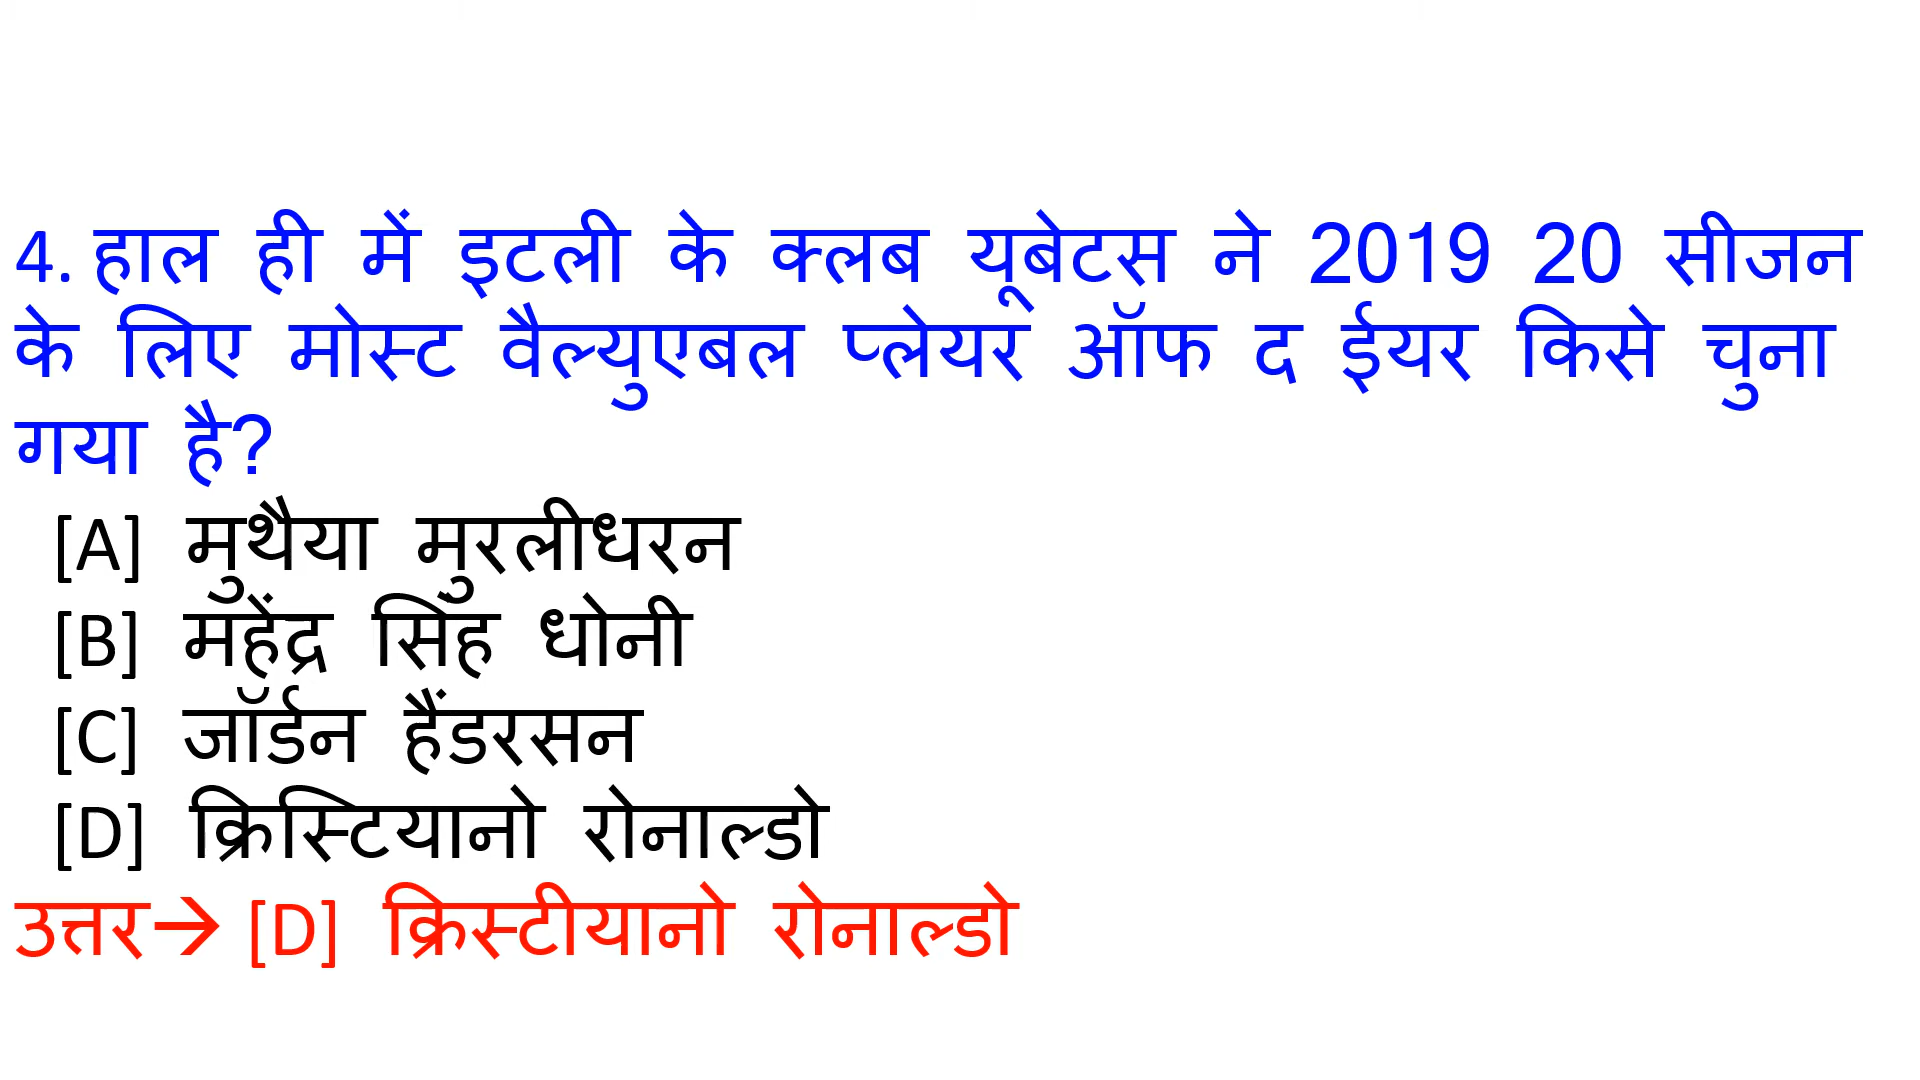 4. हाल ही में इटली के क्लब यूबेटस ने 2019 20 सीजन
के लिए मोस्ट वैल्युएबल प्लेयर ऑफ द ईयर किसे चुना
गया है?
[A] मुथैया मुरलीधरन
[B] महेंद्र सिंह धोनी
[C] जॉर्डन हैंडरसन
[D] क्रिस्टियानो रोनाल्डो
उत्तर→ [D] क्रिस्टीयानो रोनाल्डो